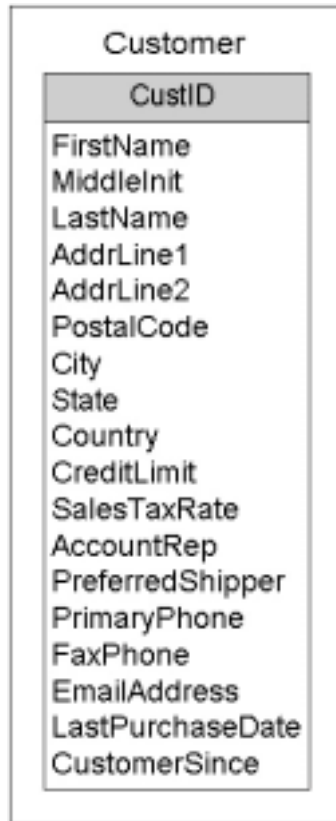 Customer
CustID
FirstName
MiddleInit
LastName
AddrLine1
AddrLine2
PostalCode
City
State
Country
CreditLimit
SalesTaxRate
AccountRep
PreferredShipper
PrimaryPhone
FaxPhone
EmailAddress
LastPurchaseDate
CustomerSince